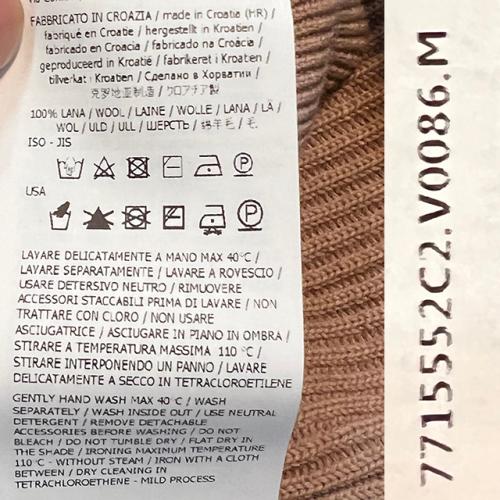 FABBRICATO IN CROAZIA / made in Croatia (HR) /
fabriqué en Croatie / hergestellt in Kroatien /
fabricado en Croacia / fabricado na Croácia /
geproduceerd in Kroatië / fabrikeret i Kroatien /
tillverkat i Kroatien / Сделано в Хорватии /
克罗地亚制造 / クロアチア製
100% LANA / WOOL / LAINE / WOLLE / LANA / LÃ /
WOL / ULD / ULL / ШЕРСТЬ / 绵羊毛 / 毛
ISO - JIS
P
USA
P
LAVARE DELICATAMENTE A MANO MAX 40°C /
LAVARE SEPARATAMENTE / LAVARE A ROVESCIO /
USARE DETERSIVO NEUTRO / RIMUOVERE
ACCESSORI STACCABILI PRIMA DI LAVARE / NON
TRATTARE CON CLORO / NON USARE
ASCIUGATRICE / ASCIUGARE IN PIANO IN OMBRA /
STIRARE A TEMPERATURA MASSIMA 110 °C /
STIRARE INTERPONENDO UN PANNO / LAVARE
DELICATAMENTE A SECCO IN TETRACLOROETILENE
GENTLY HAND WASH MAX 40°C / WASH
SEPARATELY / WASH INSIDE OUT / USE NEUTRAL
DETERGENT / REMOVE DETACHABLE
ACCESSORIES BEFORE WASHING / DO NOT
BLEACH / DO NOT TUMBLE DRY / FLAT DRY IN
THE SHADE / IRONING MAXIMUM TEMPERATURE
110°C - WITHOUT STEAM / IRON WITH A CLOTH
BETWEEN / DRY CLEANING IN
TETRACHLOROETHENE - MILD PROCESS
7715552C2.V0086.M